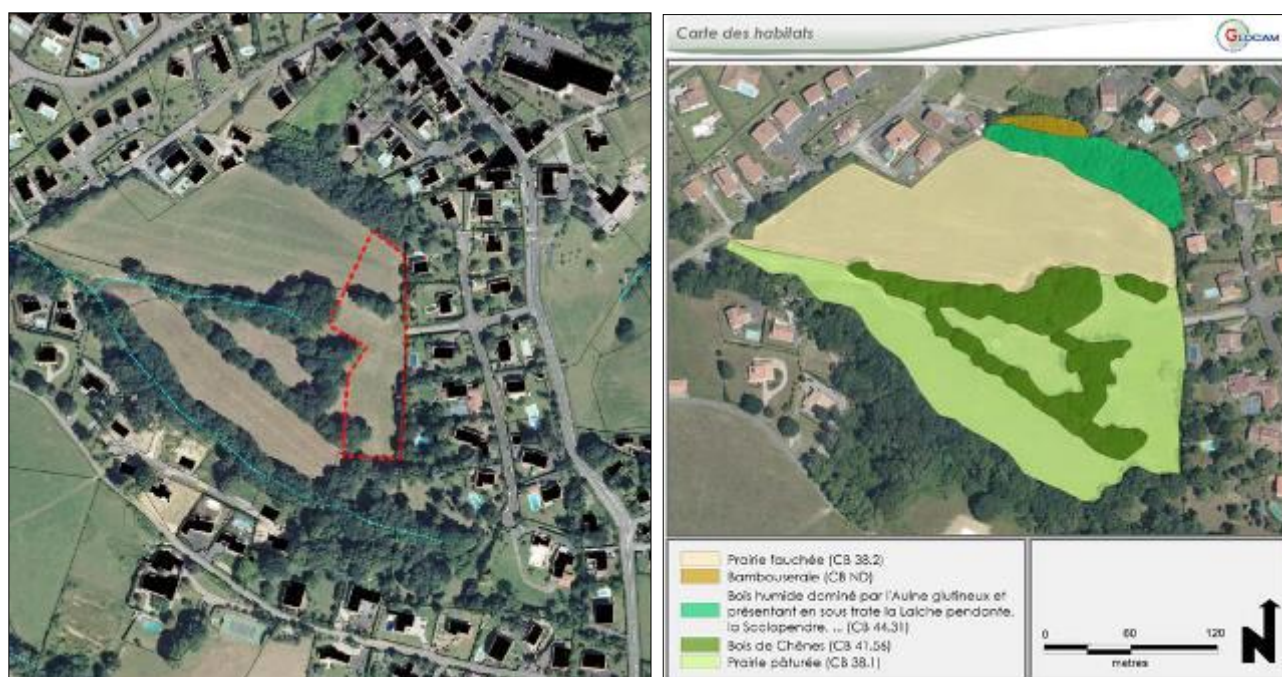 Carte des habitats
GLOCAM
Prairie fauchée (CB 38.2)
Bambouseraie (CB ND)
Bois humide dominé par l'Aulne glutineux et
présentant en sous strate la Laiche pendante,
la Scolopendre, ... (CB 44.31)
Bois de Chênes (CB 41.56)
Prairie pâturée (CB 38.1)
0 60 120
metres
N